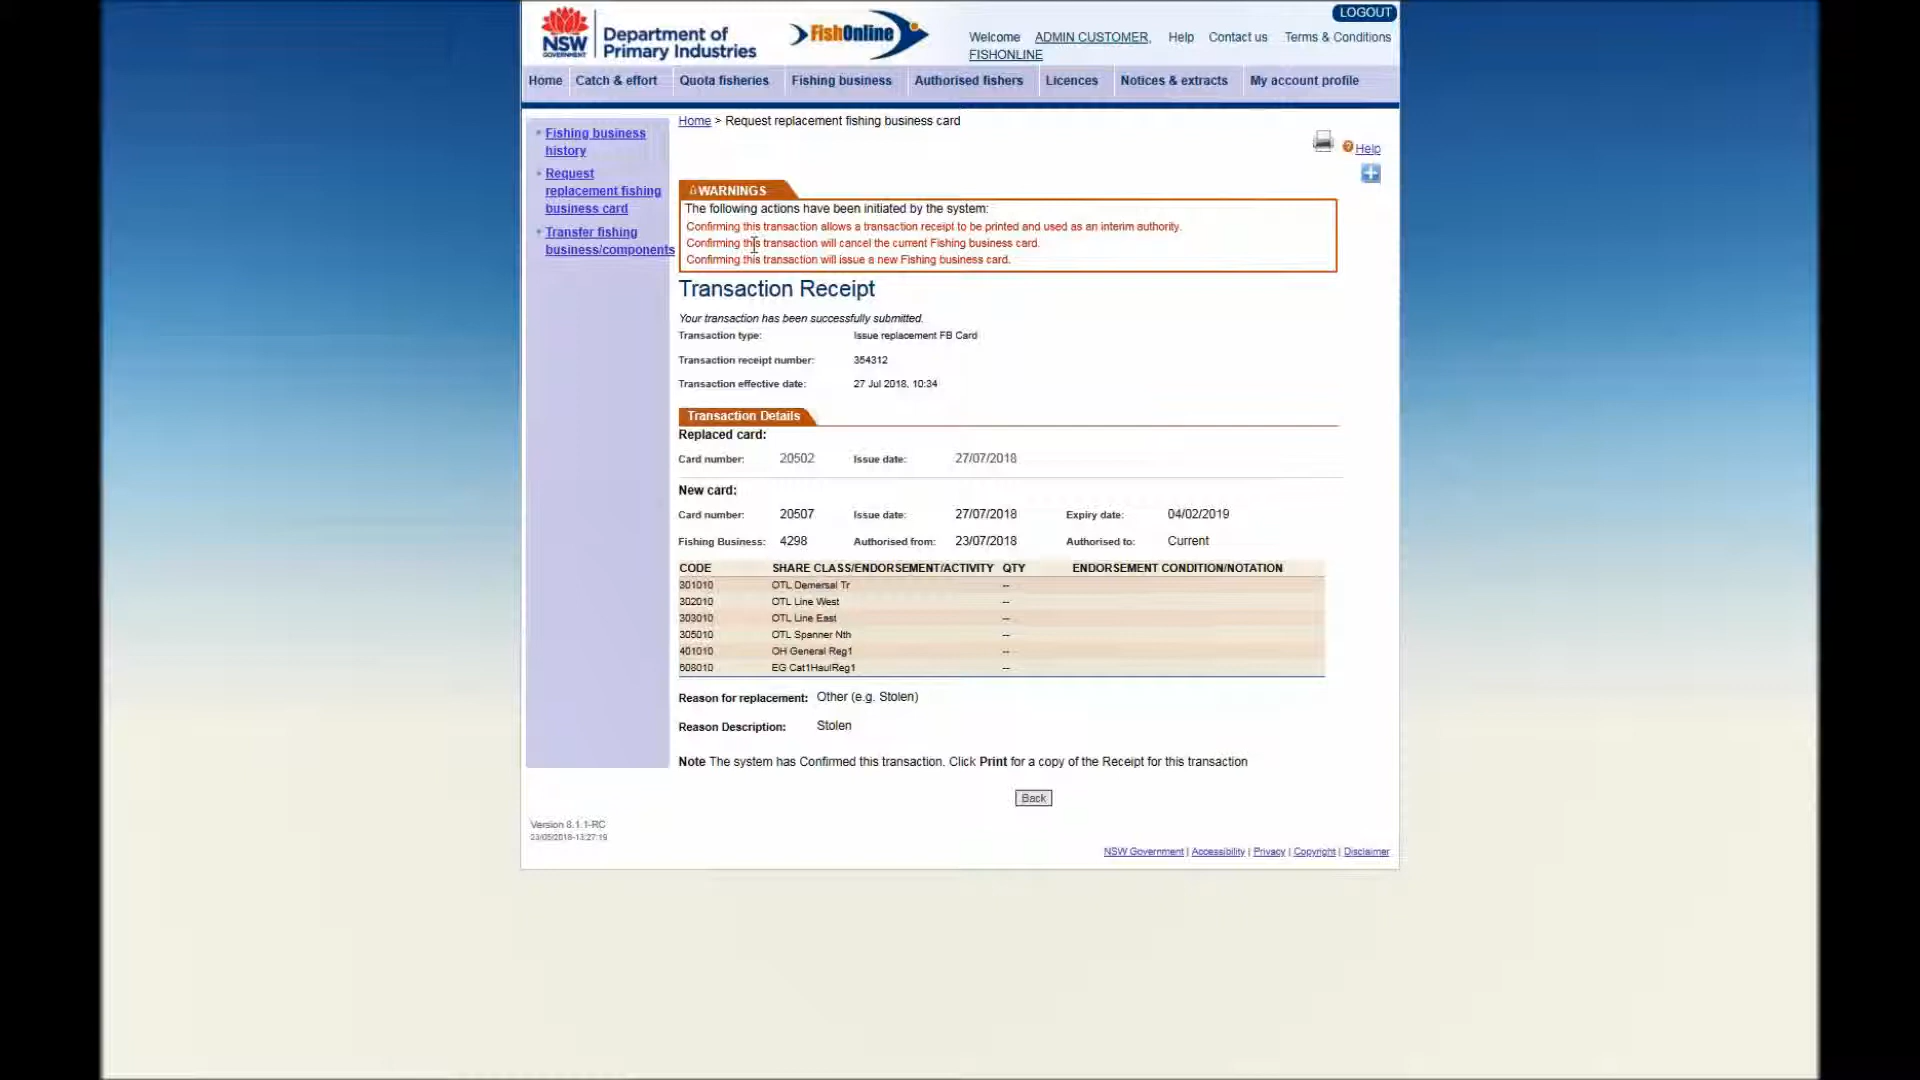 LOGOUT
NSW GOVERNMENT
Department of
Primary Industries
FishOnline
Welcome ADMIN CUSTOMER, FISHONLINE
Help Contact us Terms & Conditions
Home Catch & effort Quota fisheries Fishing business Authorised fishers Licences Notices & extracts My account profile
Fishing business
history
Request
replacement fishing
business card
Transfer fishing
business/components
Home > Request replacement fishing business card
Help
WARNINGS
The following actions have been initiated by the system:
Confirming this transaction allows a transaction receipt to be printed and used as an interim authority.
Confirming this transaction will cancel the current Fishing business card.
Confirming this transaction will issue a new Fishing business card.
Transaction Receipt
Your transaction has been successfully submitted.
Transaction type: Issue replacement FB Card
Transaction receipt number: 354312
Transaction effective date: 27 Jul 2018, 10:34
Transaction Details
Replaced card:
Card number: 20502 Issue date: 27/07/2018
New card:
Card number: 20507 Issue date: 27/07/2018 Expiry date: 04/02/2019
Fishing Business: 4298 Authorised from: 23/07/2018 Authorised to: Current
CODE SHARE CLASS/ENDORSEMENT/ACTIVITY QTY ENDORSEMENT CONDITION/NOTATION
301010 OTL Demersal Tr --
302010 OTL Line West --
303010 OTL Line East --
305010 OTL Spanner Nth --
401010 OH General Reg1 --
608010 EG Cat1HaulReg1 --
Reason for replacement: Other (e.g. Stolen)
Reason Description: Stolen
Note The system has Confirmed this transaction. Click Print for a copy of the Receipt for this transaction
Back
Version 8.1.1-RC
23/05/2018-13:27:19
NSW Government | Accessibility | Privacy | Copyright | Disclaimer